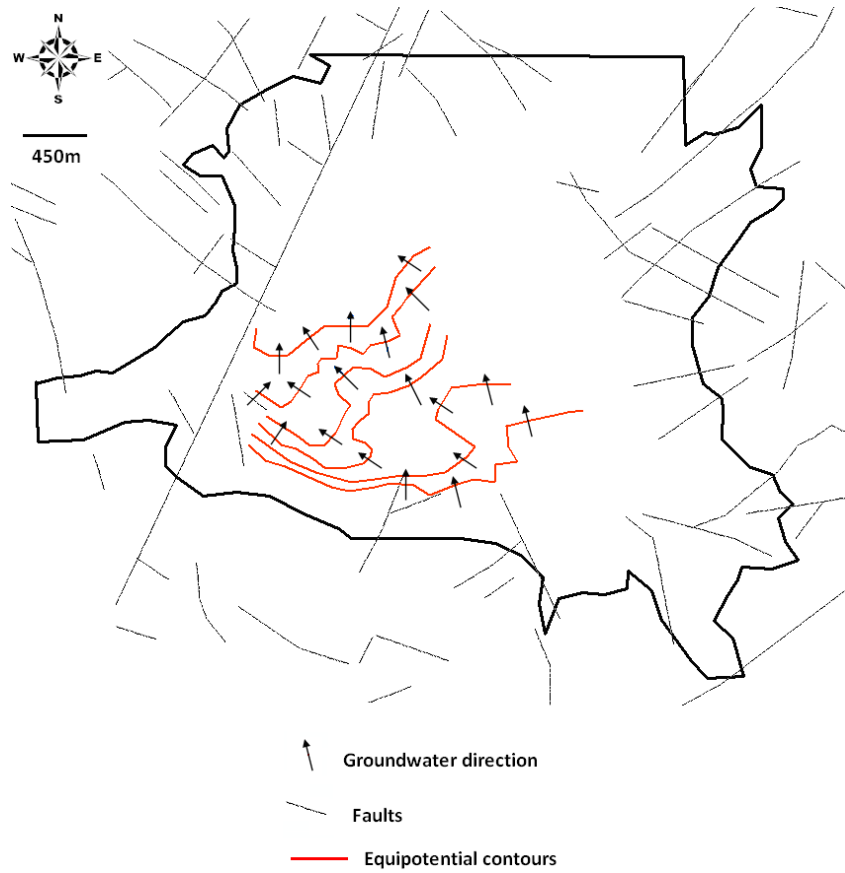 N
W E
S
450m
Groundwater direction
Faults
Equipotential contours